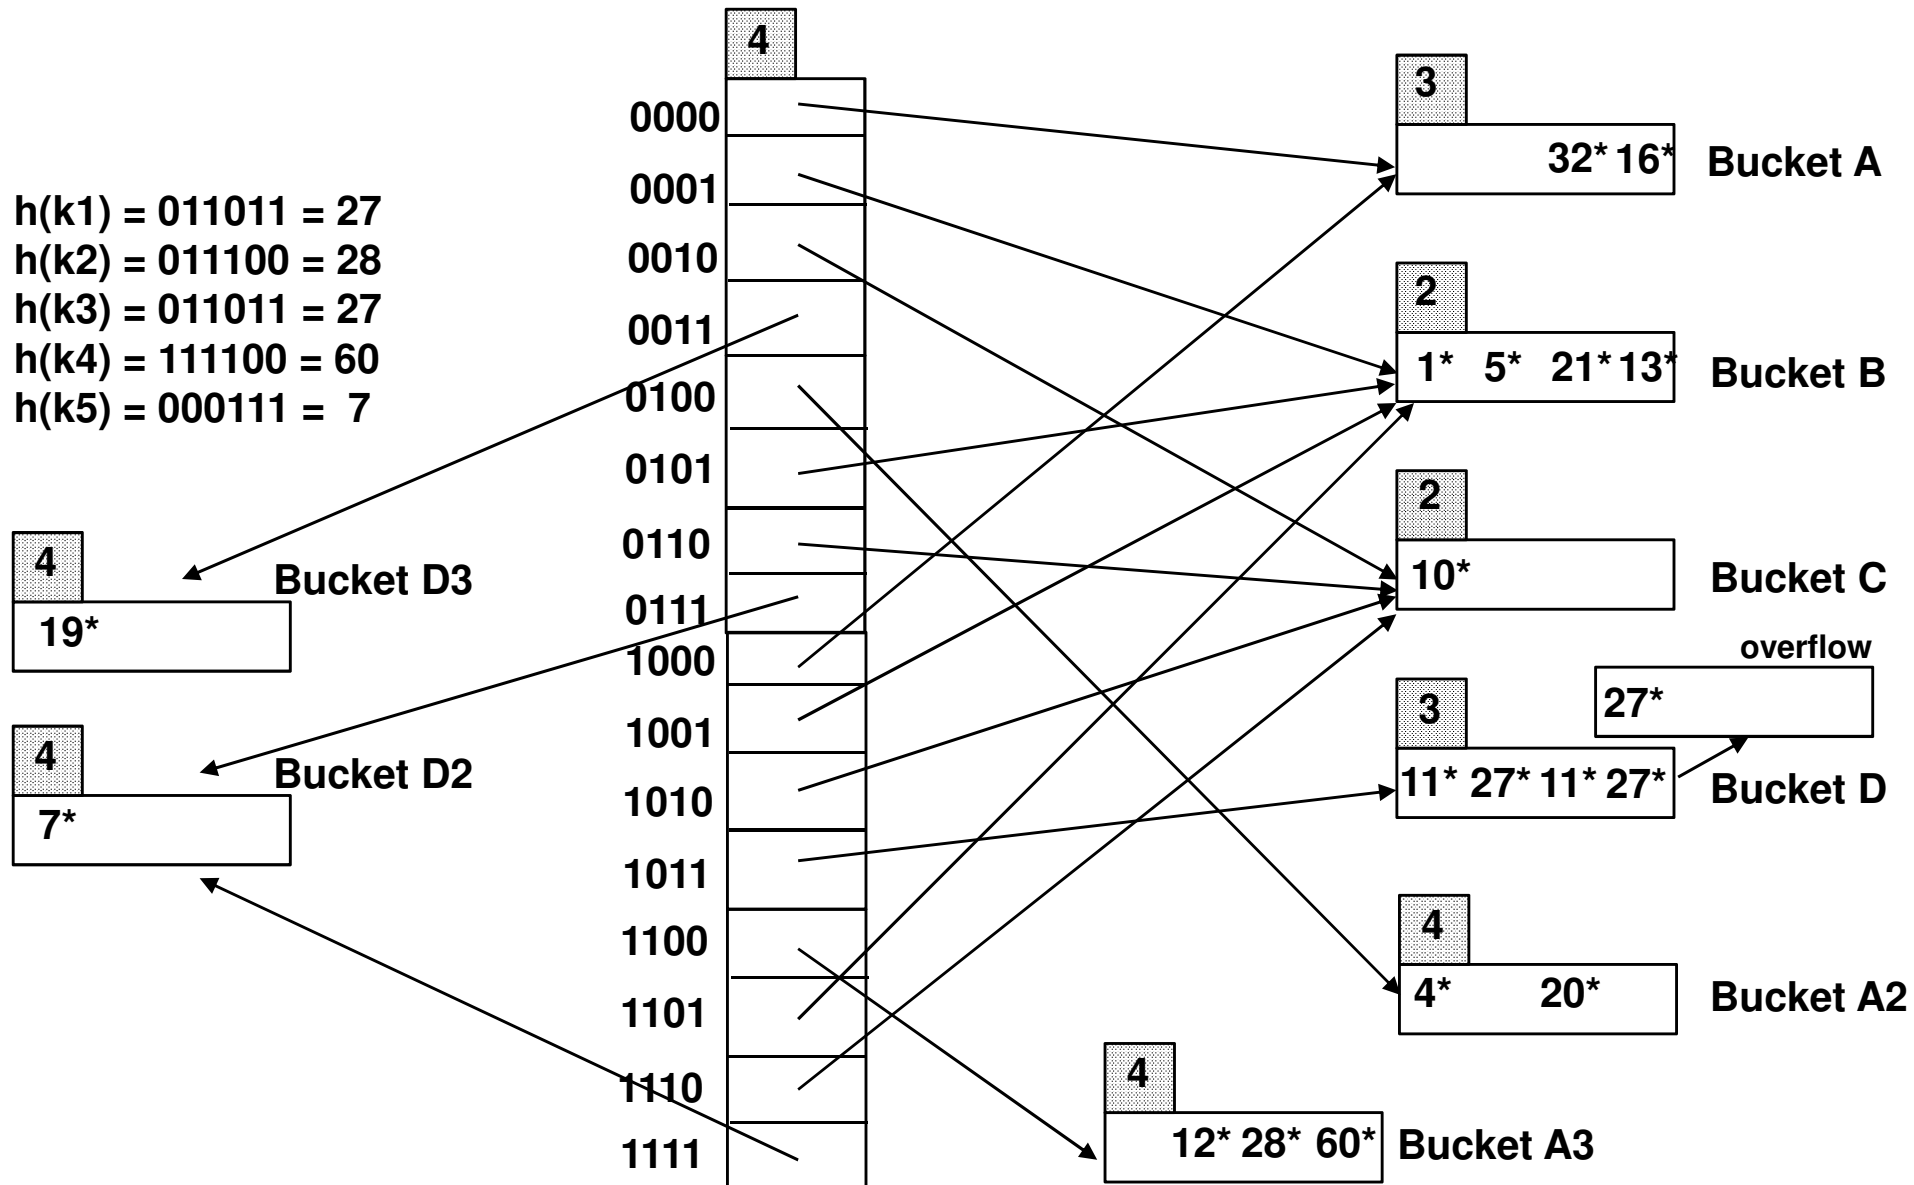 4
0000
0001
0010
0011
0100
0101
0110
0111
1000
1001
1010
1011
1100
1101
1110
1111
h(k1) = 011011 = 27
h(k2) = 011100 = 28
h(k3) = 011011 = 27
h(k4) = 111100 = 60
h(k5) = 000111 = 7
4
Bucket D3
19*
4
Bucket D2
7*
3
32* 16* Bucket A
2
1* 5* 21* 13* Bucket B
2
10* Bucket C
overflow
27*
3
11* 27* 11* 27* Bucket D
4
4* 20* Bucket A2
4
12* 28* 60* Bucket A3